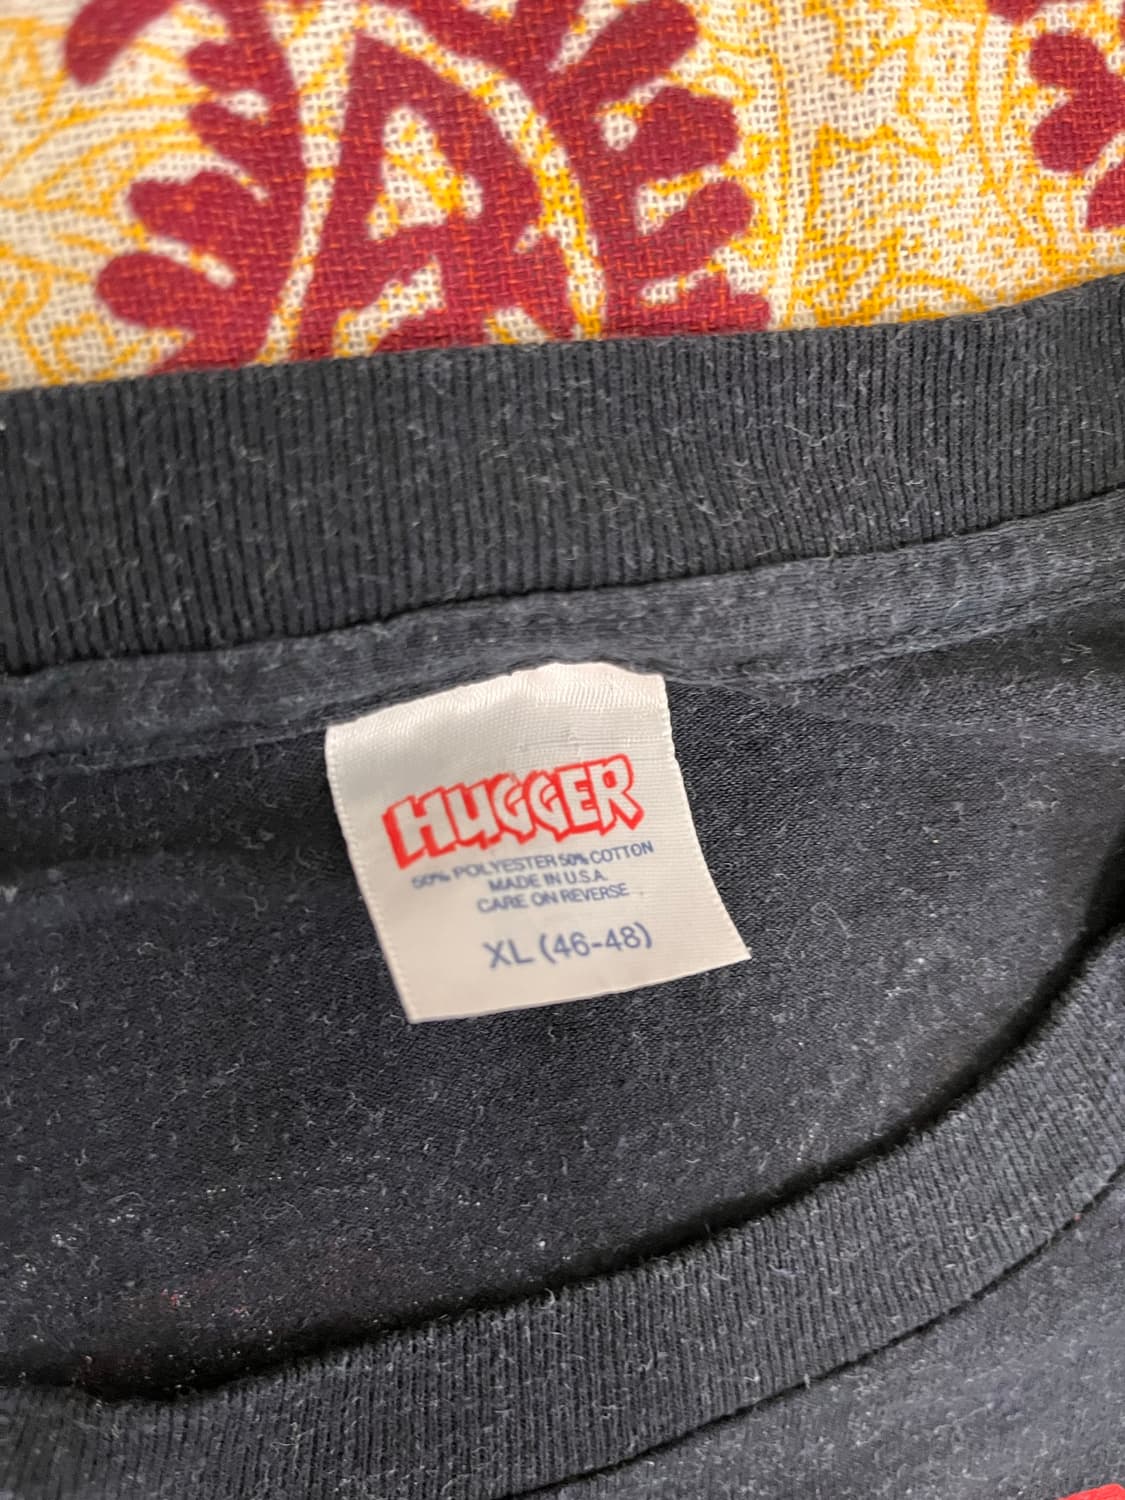 HUGGER
50% POLYESTER 50% COTTON
MADE IN U.S.A.
CARE ON REVERSE
XL (46-48)